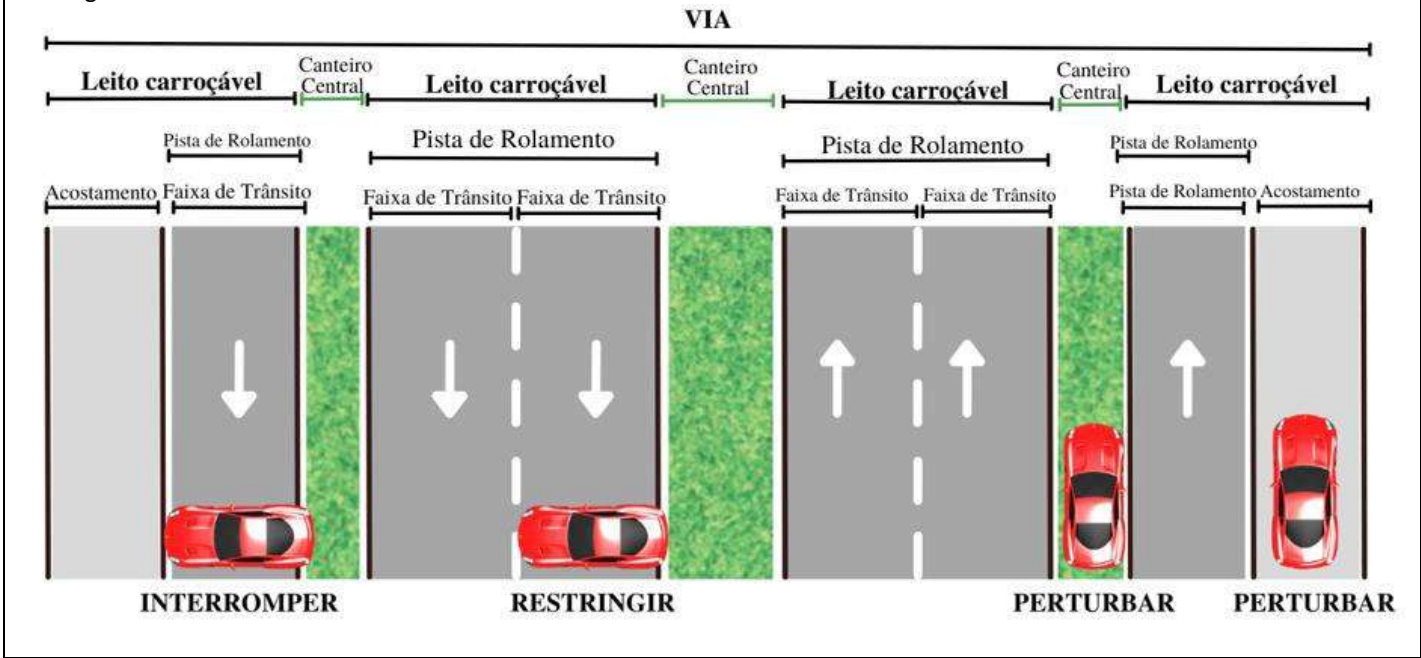 VIA
Leito carroçável Canteiro Central Leito carroçável Canteiro Central Leito carroçável Canteiro Central Leito carroçável
Pista de Rolamento Pista de Rolamento Pista de Rolamento Pista de Rolamento
Acostamento Faixa de Trânsito Faixa de Trânsito Faixa de Trânsito Faixa de Trânsito Faixa de Trânsito Pista de Rolamento Acostamento
INTERROMPER RESTRINGIR PERTURBAR PERTURBAR